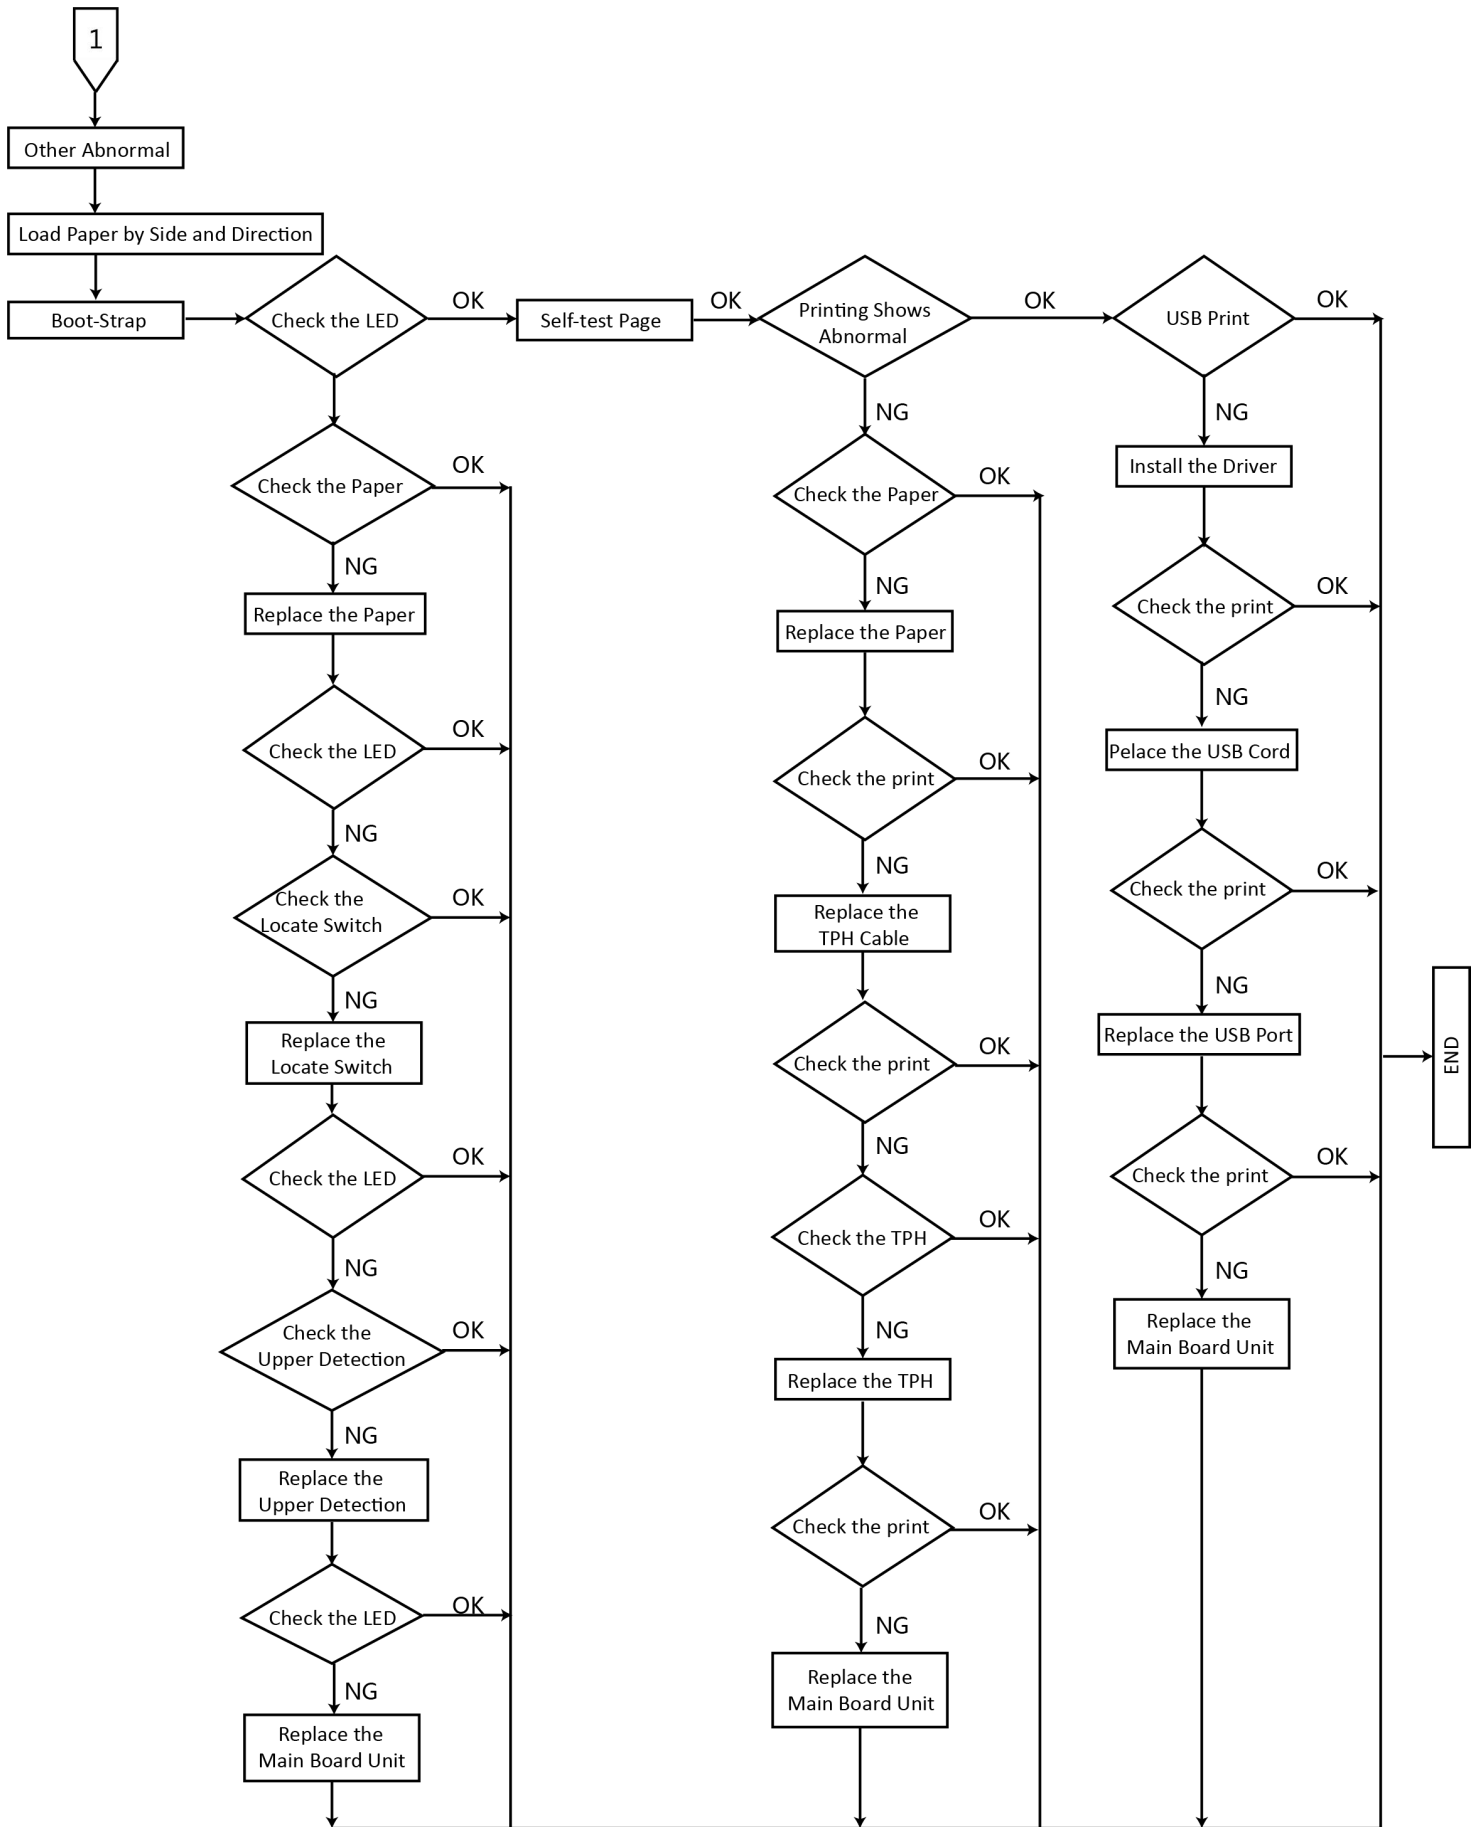 1
Other Abnormal
Load Paper by Side and Direction
Boot-Strap
Check the LED
OK
Self-test Page
OK
Printing Shows
Abnormal
OK
USB Print
OK
Check the Paper
OK
NG
Replace the Paper
Check the LED
OK
NG
Check the
Locate Switch
OK
NG
Replace the
Locate Switch
Check the LED
OK
NG
Check the
Upper Detection
OK
NG
Replace the
Upper Detection
Check the LED
OK
NG
Replace the
Main Board Unit
NG
Check the Paper
OK
NG
Replace the Paper
Check the print
OK
NG
Replace the
TPH Cable
Check the print
OK
NG
Check the TPH
OK
NG
Replace the TPH
Check the print
OK
NG
Replace the
Main Board Unit
NG
Install the Driver
Check the print
OK
NG
Pelace the USB Cord
Check the print
OK
NG
Replace the USB Port
Check the print
OK
NG
Replace the
Main Board Unit
END